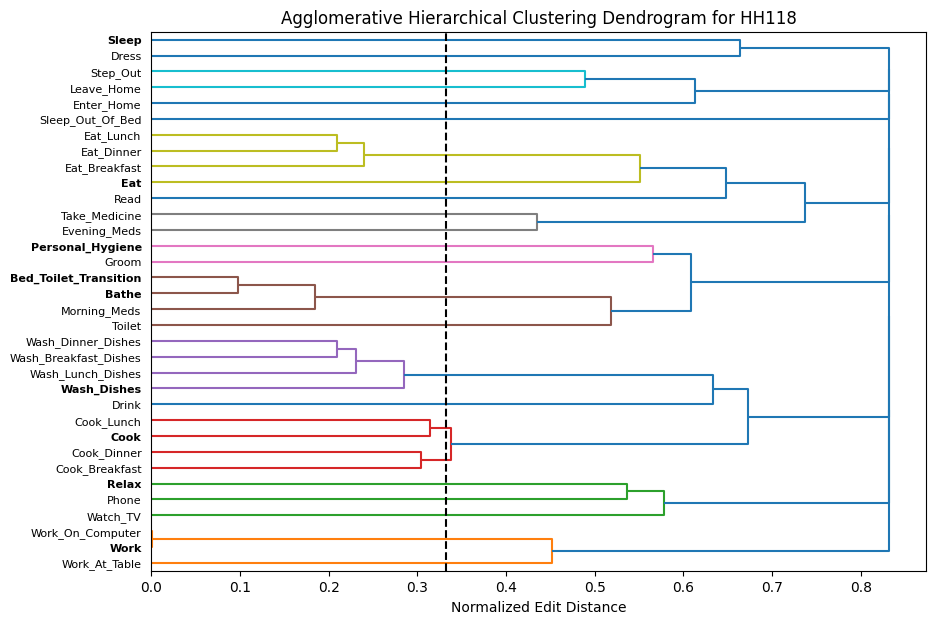 Agglomerative Hierarchical Clustering Dendrogram for HH118
Sleep
Dress
Step_Out
Leave_Home
Enter_Home
Sleep_Out_Of_Bed
Eat_Lunch
Eat_Dinner
Eat_Breakfast
Eat
Read
Take_Medicine
Evening_Meds
Personal_Hygiene
Groom
Bed_Toilet_Transition
Bathe
Morning_Meds
Toilet
Wash_Dinner_Dishes
Wash_Breakfast_Dishes
Wash_Lunch_Dishes
Wash_Dishes
Drink
Cook_Lunch
Cook
Cook_Dinner
Cook_Breakfast
Relax
Phone
Watch_TV
Work_On_Computer
Work
Work_At_Table
0.0 0.1 0.2 0.3 0.4 0.5 0.6 0.7 0.8
Normalized Edit Distance